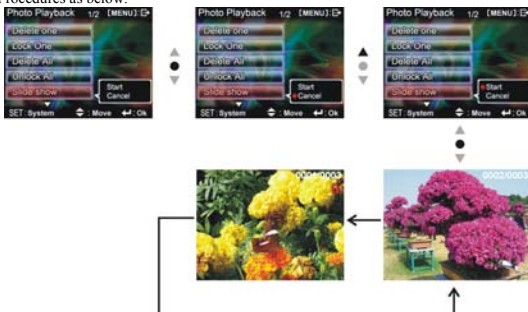 Procedures as below:
Photo Playback 1/2 [MENU]:
Delete one
Lock One
Delete All
Unlock All
Slide show
Start
Cancel
SET:System : Move : Ok
Photo Playback 1/2 [MENU]:
Delete one
Lock One
Delete All
Unlock All
Slide show
Start
Cancel
SET:System : Move : Ok
Photo Playback 1/2 [MENU]:
Delete one
Lock One
Delete All
Unlock All
Slide show
Start
Cancel
SET:System : Move : Ok
0001/0003
0002/0003